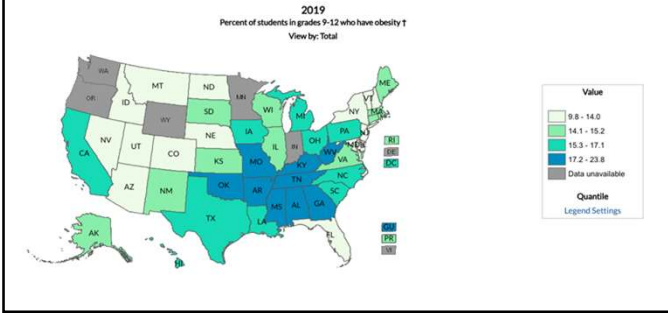 2019
Percent of students in grades 9-12 who have obesity †
View by: Total
WA
MT
ND
MN
ME
OR
ID
WY
SD
WI
MI
NY
VT
MA
NV
UT
CO
NE
KS
IA
IL
IN
OH
PA
NJ
MD
CA
AZ
NM
OK
MO
KY
WV
VA
TX
AR
TN
NC
SC
LA
MS
AL
GA
FL
AK
HI
RI
DE
DC
GU
PR
VI
Value
9.8 - 14.0
14.1 - 15.2
15.3 - 17.1
17.2 - 23.8
Data unavailable
Quantile
Legend Settings